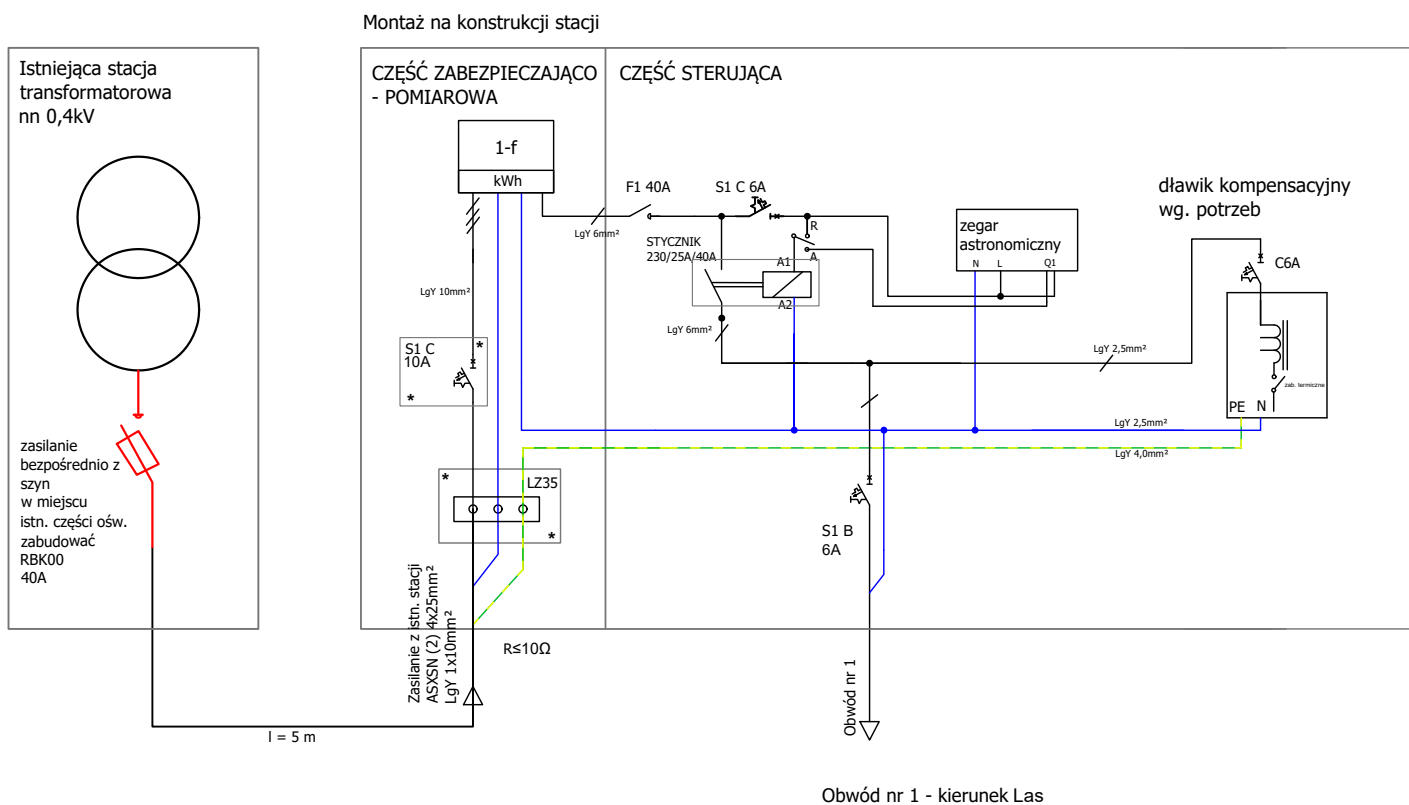 Montaż na konstrukcji stacji
Istniejąca stacja
transformatorowa
nn 0,4kV
CZĘŚĆ ZABEZPIECZAJĄCO
- POMIAROWA
CZĘŚĆ STERUJĄCA
1-f
kWh
F1 40A
S1 C 6A
LgY 6mm²
STYCZNIK
230/25A/40A
R
A
A1
A2
zegar
astronomiczny
N
L
Q1
dławik kompensacyjny
wg. potrzeb
C6A
LgY 10mm²
LgY 6mm²
LgY 2,5mm²
S1 C
10A
*
*
zab. termiczne
PE
N
LgY 2,5mm²
LgY 4,0mm²
zasilanie
bezpośrednio z
szyn
w miejscu
istn. części ośw.
zabudować
RBK00
40A
*
LZ35
*
S1 B
6A
Zasilanie z istn. stacji
ASXSN (2) 4x25mm²
LgY 1x10mm²
R≤10Ω
l = 5 m
Obwód nr 1
Obwód nr 1 - kierunek Las